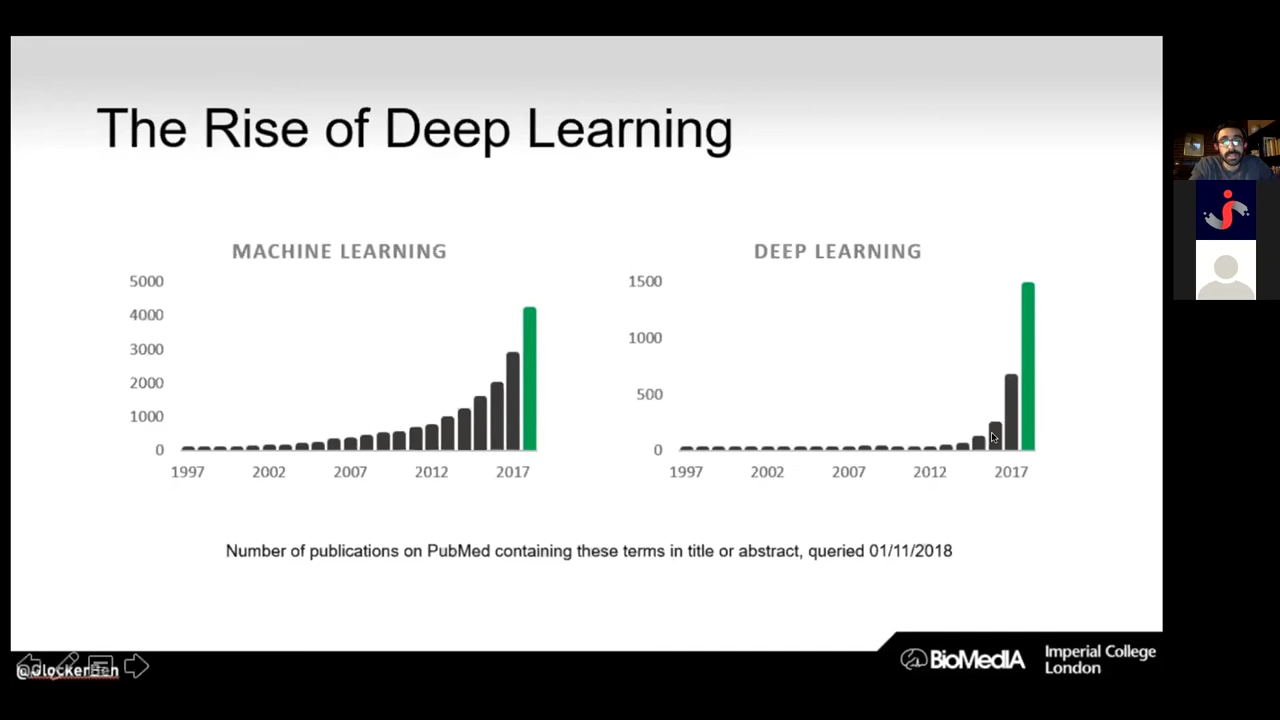 The Rise of Deep Learning
MACHINE LEARNING
5000
4000
3000
2000
1000
0
1997 2002 2007 2012 2017
DEEP LEARNING
1500
1000
500
0
1997 2002 2007 2012 2017
Number of publications on PubMed containing these terms in title or abstract, queried 01/11/2018
@GlockerBen
BioMedIA
Imperial College
London